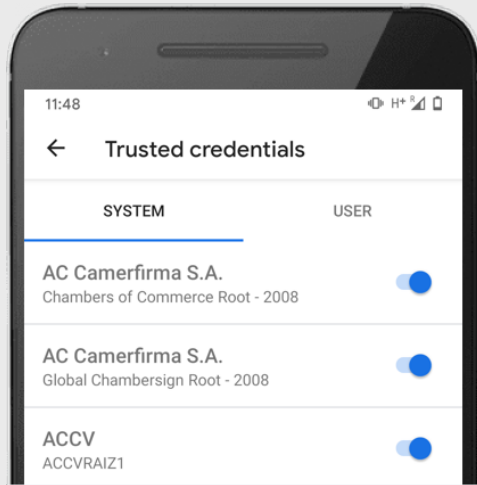 11:48
H+ R
Trusted credentials
SYSTEM
USER
AC Camerfirma S.A.
Chambers of Commerce Root - 2008
AC Camerfirma S.A.
Global Chambersign Root - 2008
ACCV
ACCVRAIZ1